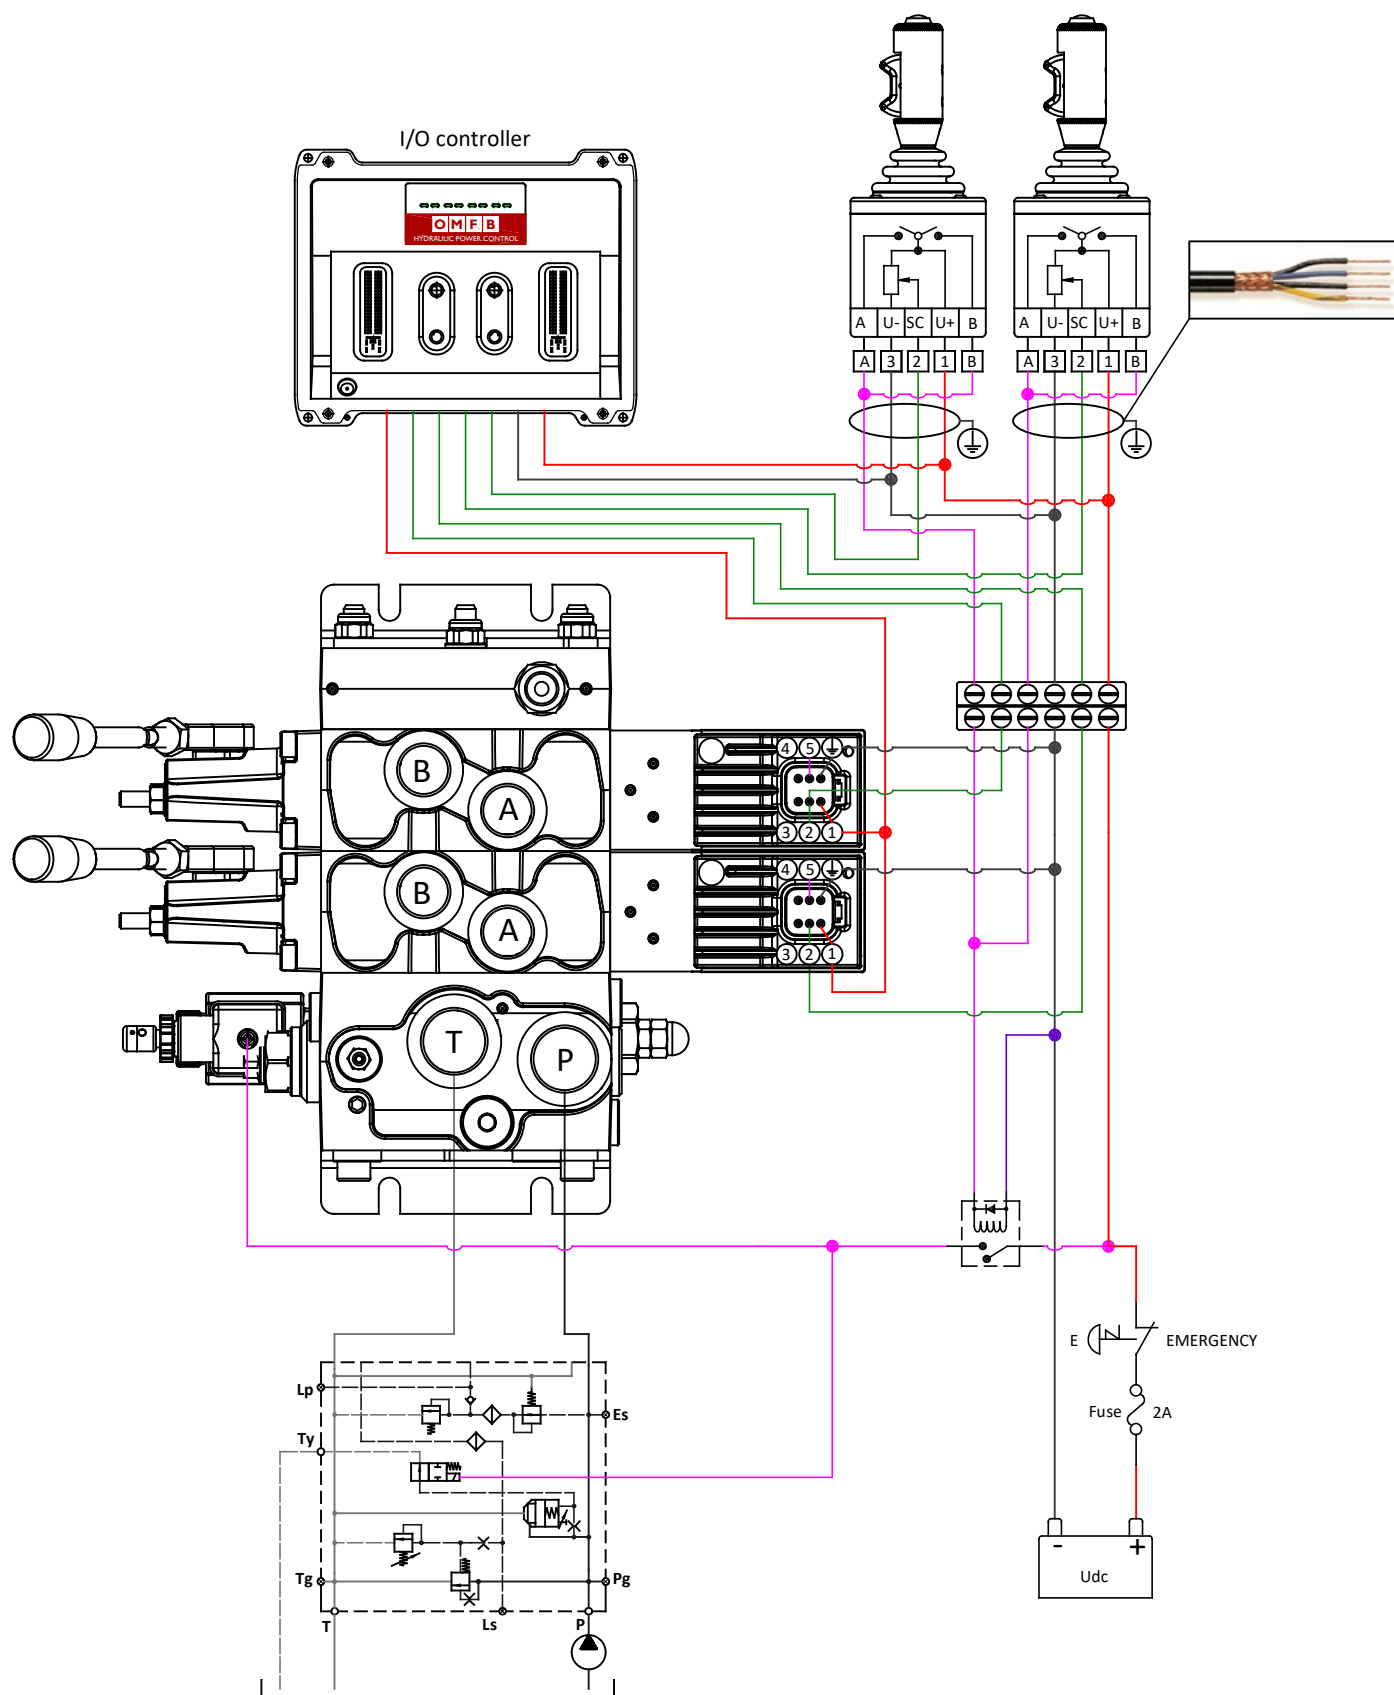 I/O controller
OMFB
HYDRAULIC POWER CONTROL
A U- SC U+ B
A U- SC U+ B
A 3 2 1 B
A 3 2 1 B
4 5
B
A
3 2 1
4 5
B
A
3 2 1
T
P
E EMERGENCY
Fuse 2A
Lp
Es
Ty
- +
Udc
Tg
Pg
T
Ls
P